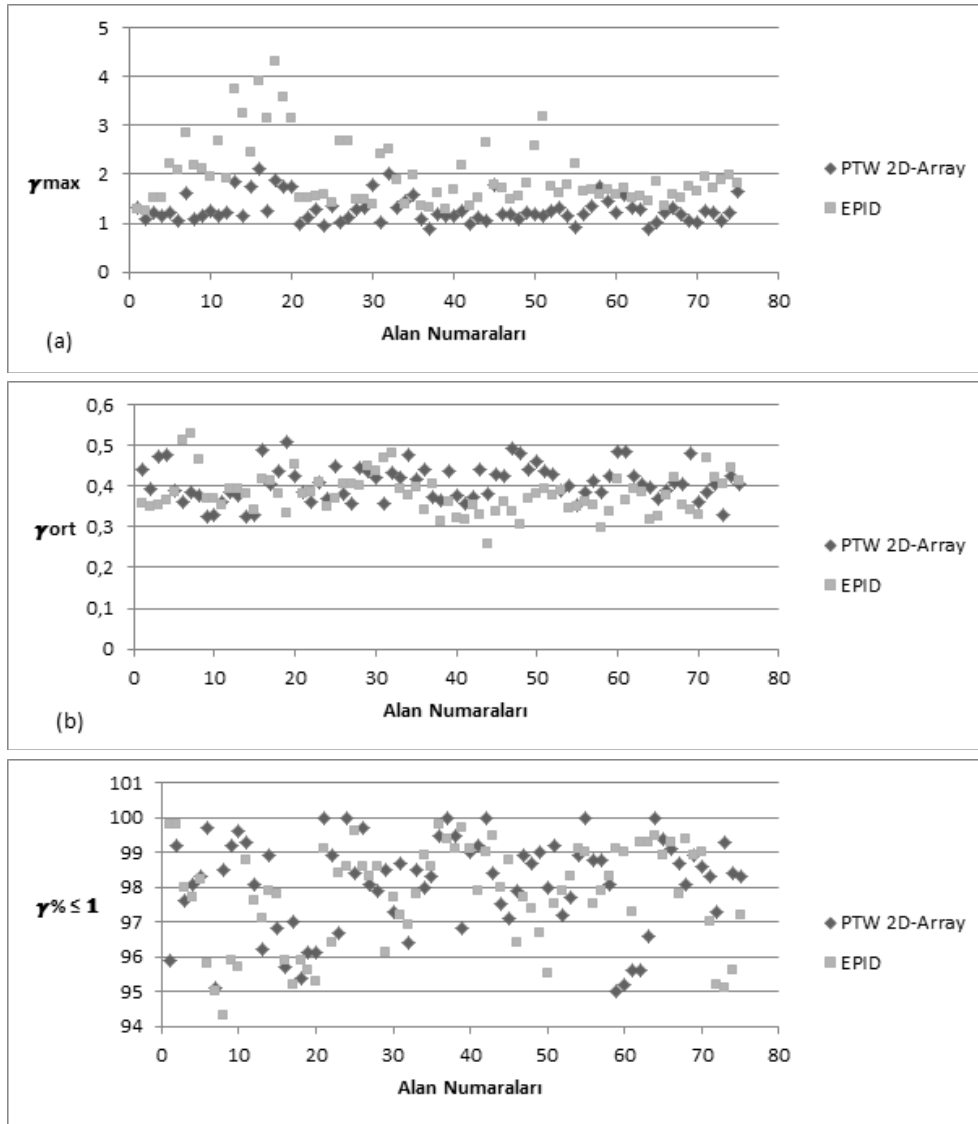 5
4
3
2
1
0
γmax
0 10 20 30 40 50 60 70 80
Alan Numaraları
(a)
PTW 2D-Array
EPID
0,6
0,5
0,4
0,3
0,2
0,1
0
γort
0 10 20 30 40 50 60 70 80
Alan Numaraları
(b)
PTW 2D-Array
EPID
101
100
99
98
97
96
95
94
γ% ≤ 1
0 10 20 30 40 50 60 70 80
Alan Numaraları
PTW 2D-Array
EPID